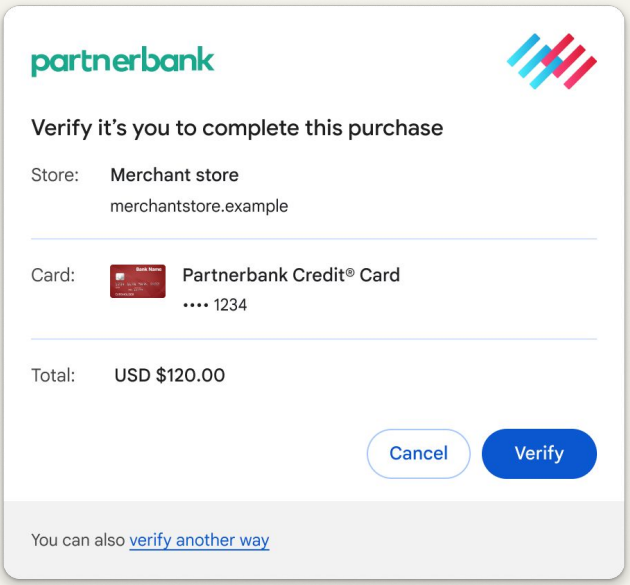 partnerbank
Verify it’s you to complete this purchase
Store: Merchant store
merchantstore.example
Card: Bank Name Partnerbank Credit® Card
•••• 1234
Total: USD $120.00
Cancel Verify
You can also verify another way